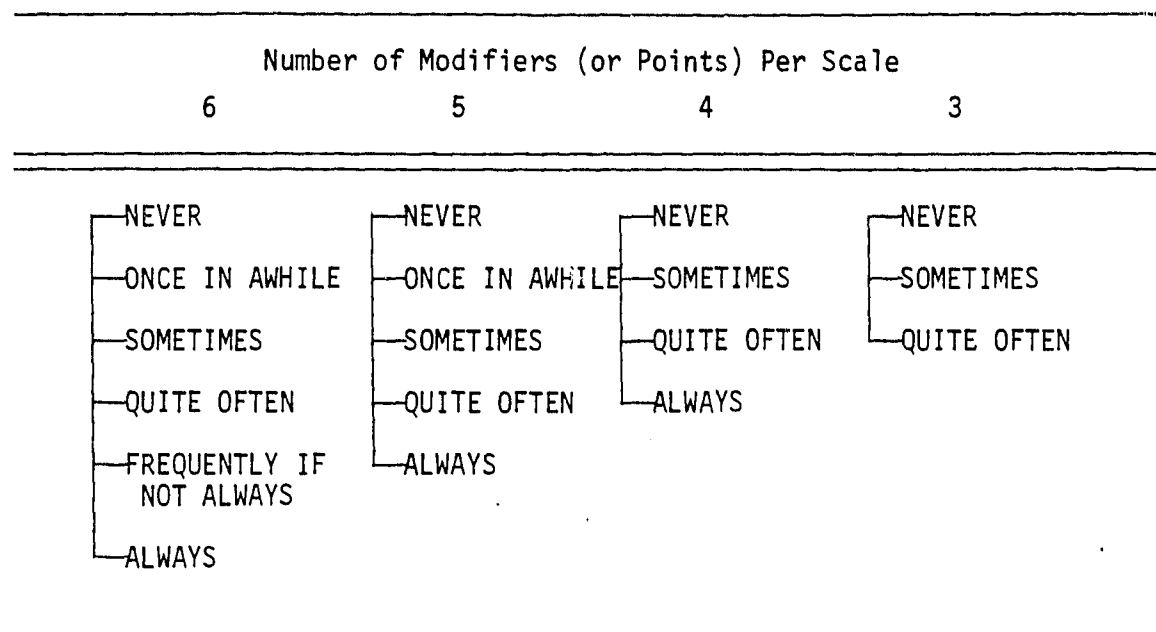 Number of Modifiers (or Points) Per Scale
6 5 4 3
NEVER NEVER NEVER NEVER
ONCE IN AWHILE ONCE IN AWHILE SOMETIMES SOMETIMES
SOMETIMES SOMETIMES QUITE OFTEN QUITE OFTEN
QUITE OFTEN QUITE OFTEN ALWAYS
FREQUENTLY IF ALWAYS
NOT ALWAYS
ALWAYS